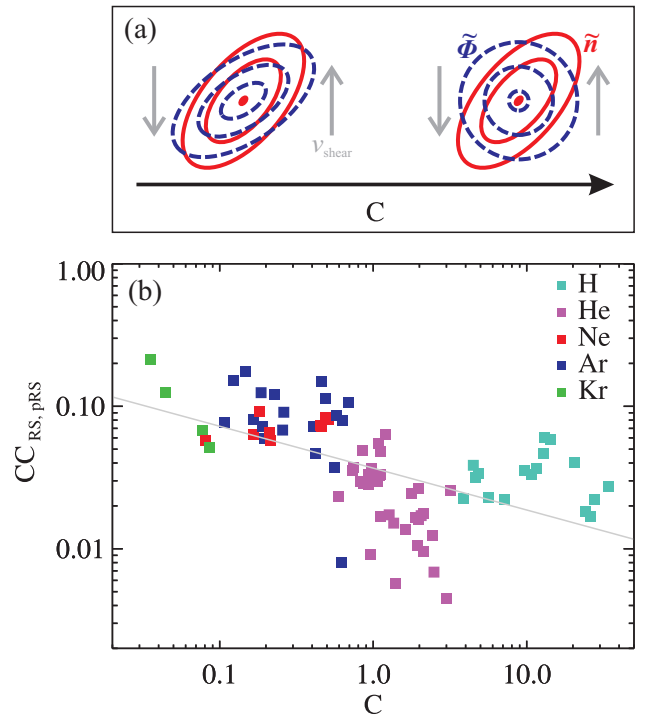 (a)
Φ̃ ñ
v_shear
C
(b)
1.00
0.10
0.01
CC_RS, pRS
H
He
Ne
Ar
Kr
0.1 1.0 10.0
C